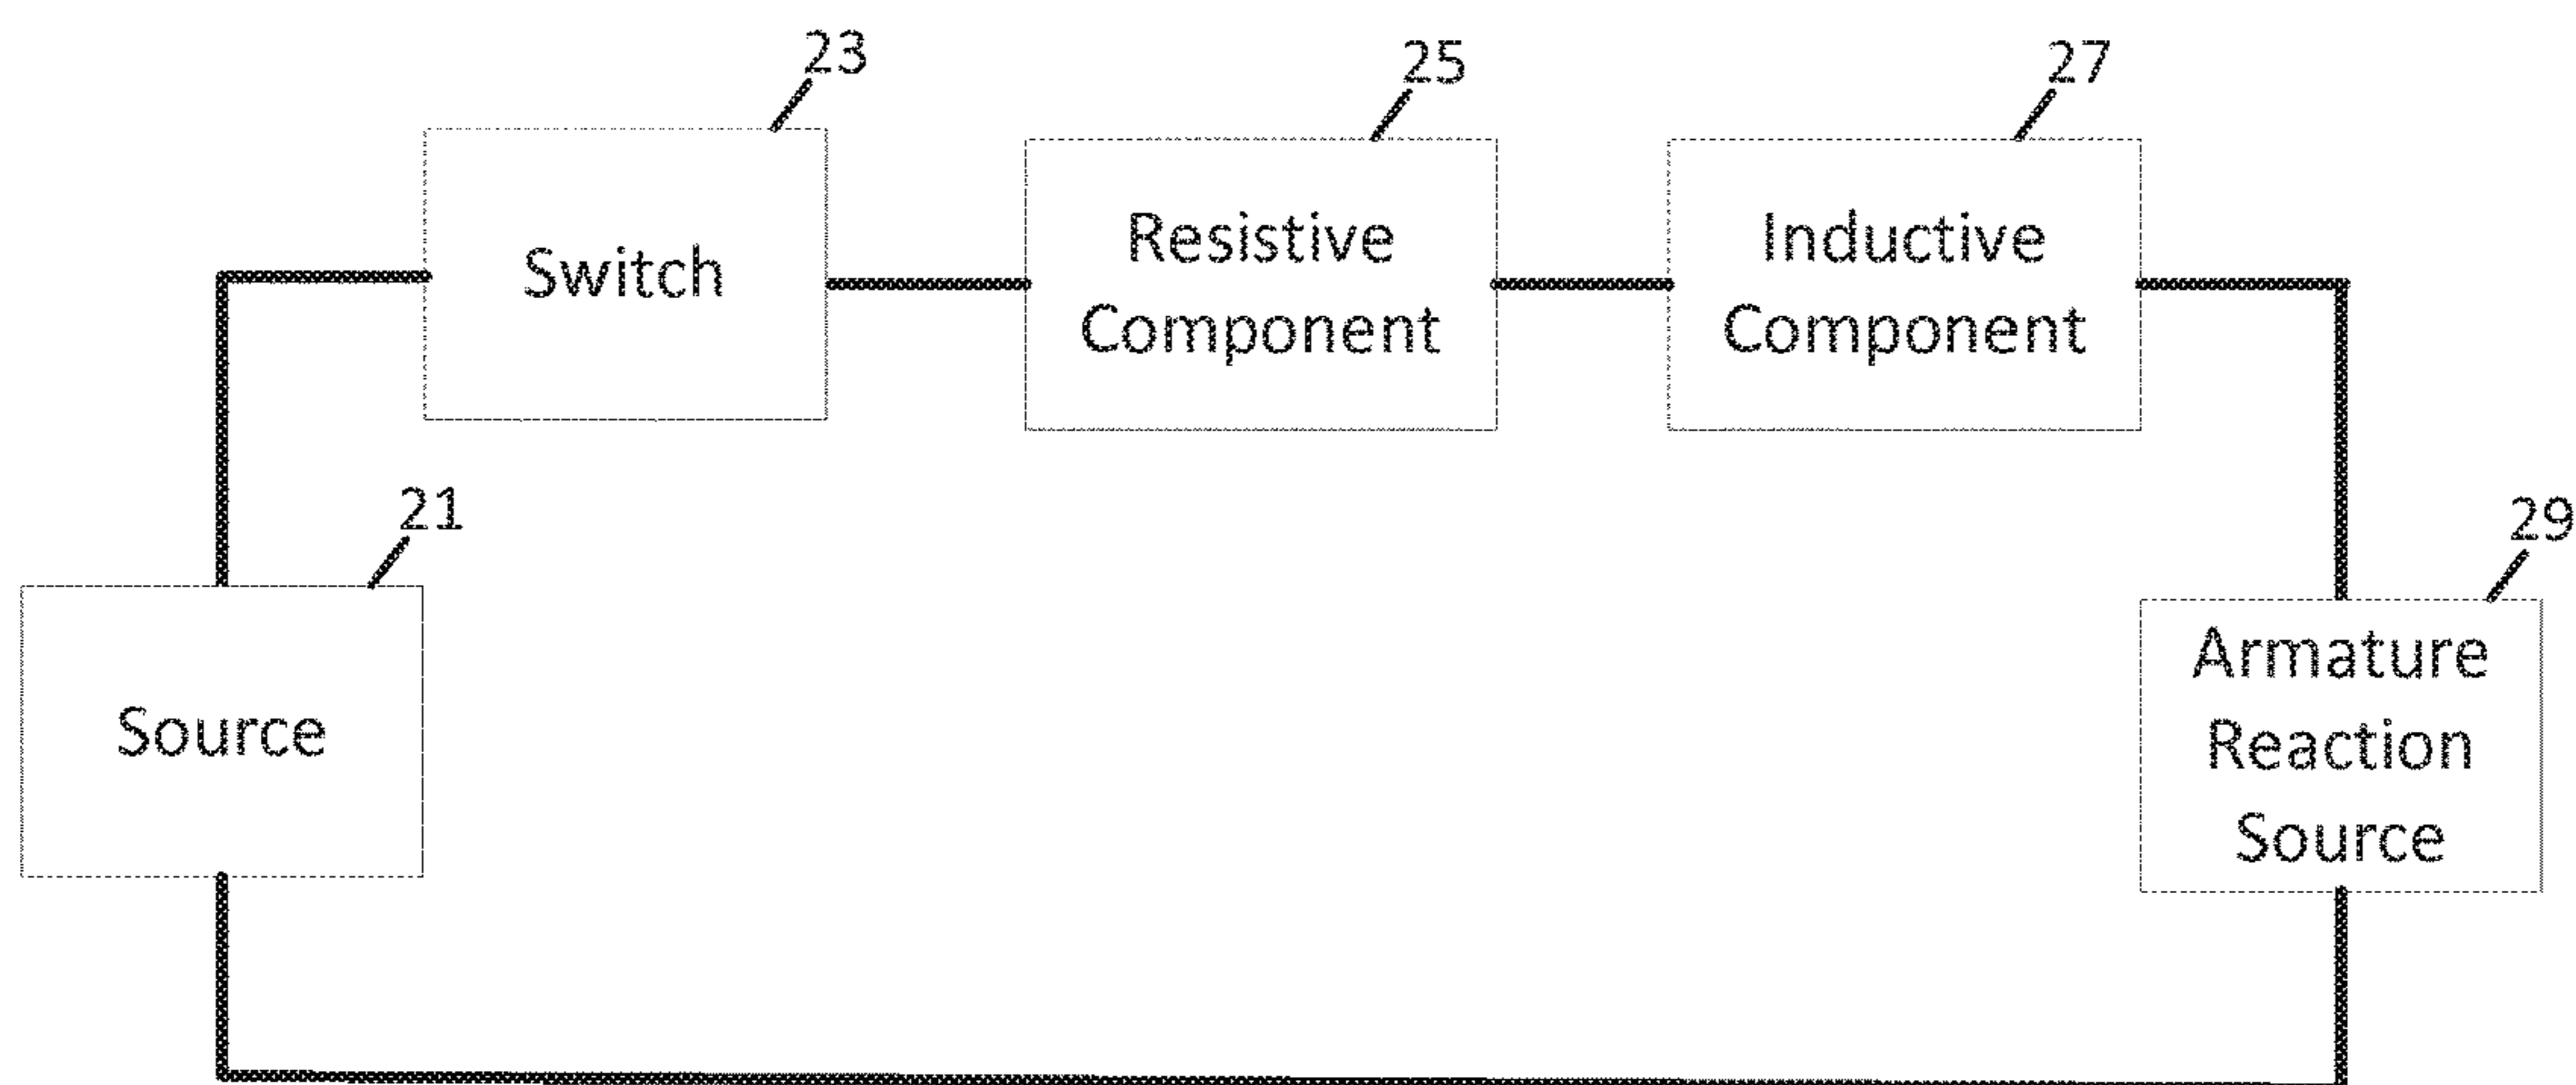 23
25
27
Switch
Resistive
Component
Inductive
Component
21
29
Source
Armature
Reaction
Source